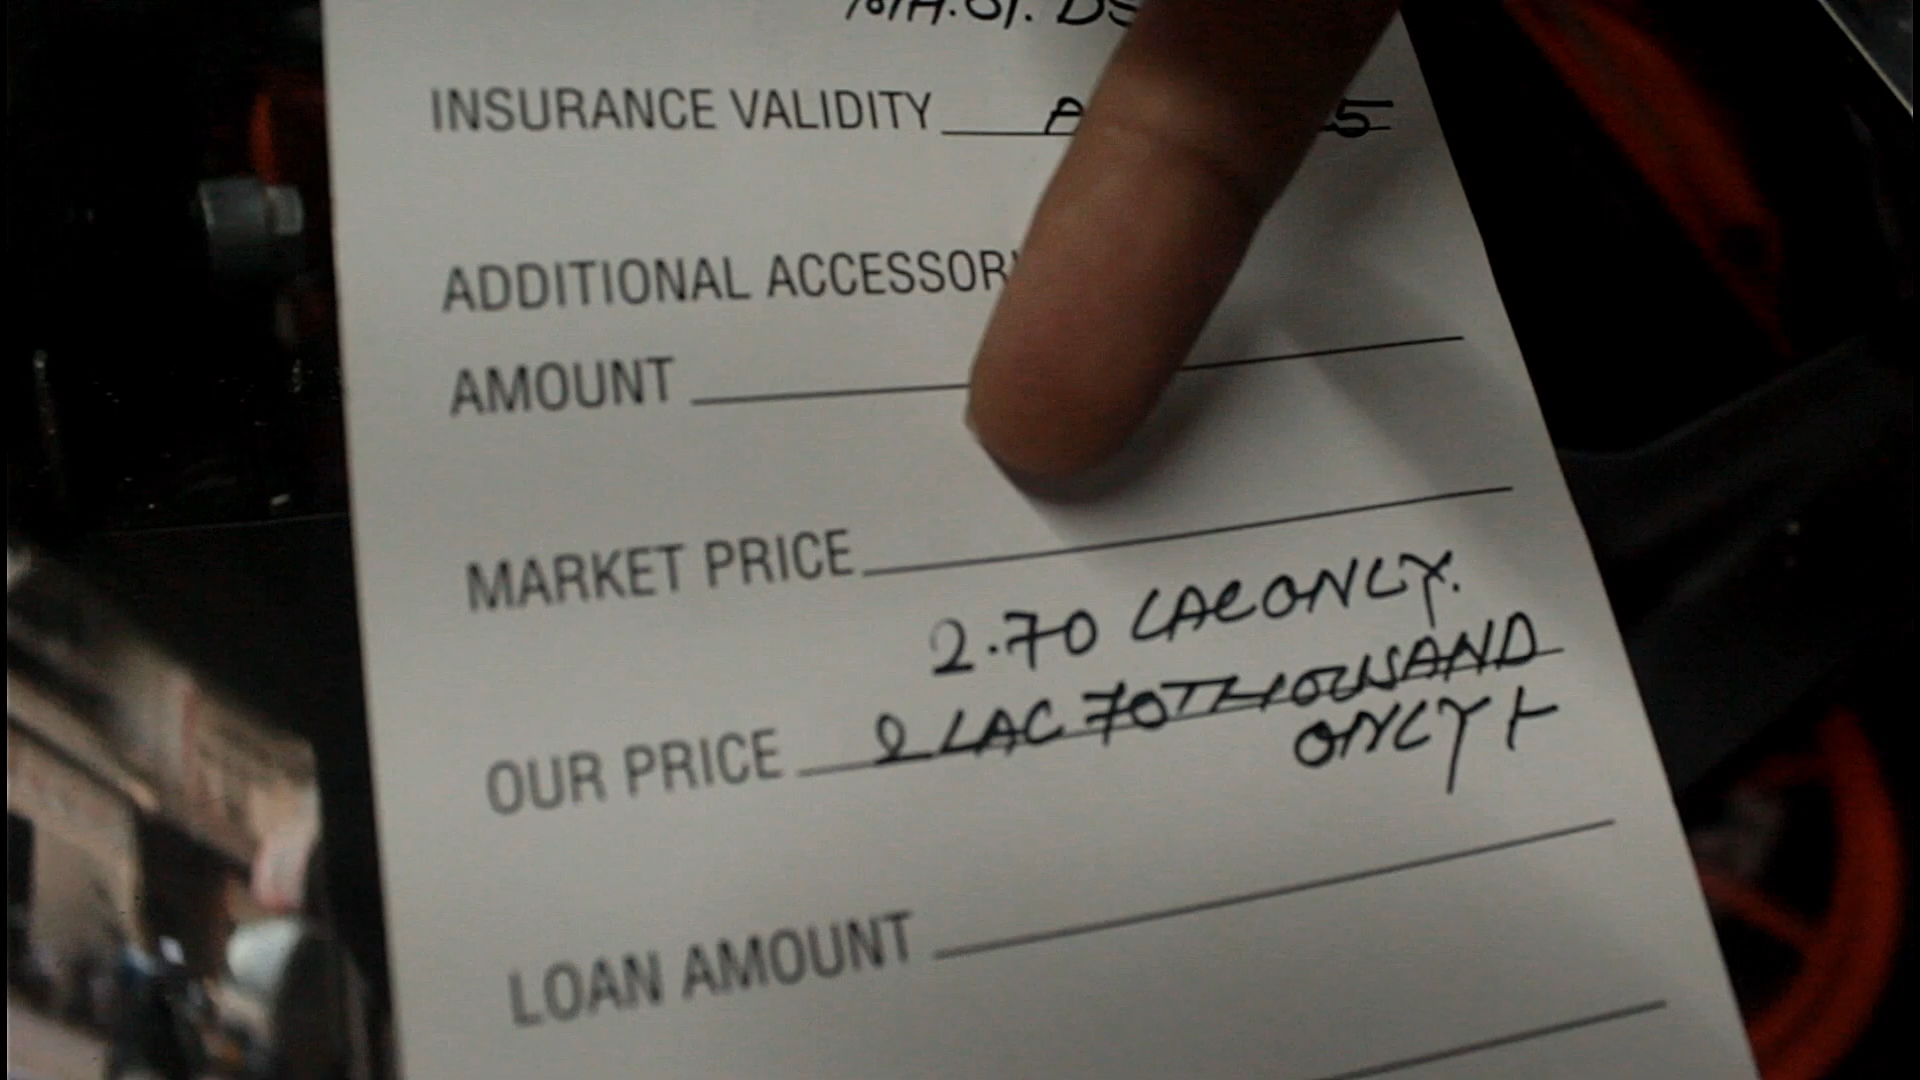 INSURANCE VALIDITY
ADDITIONAL
AMOUNT
MARKET PRICE
2.70 LAC ONLY.
OUR PRICE 2 LAC 70 THOUSAND
ONLY
LOAN AMOUNT